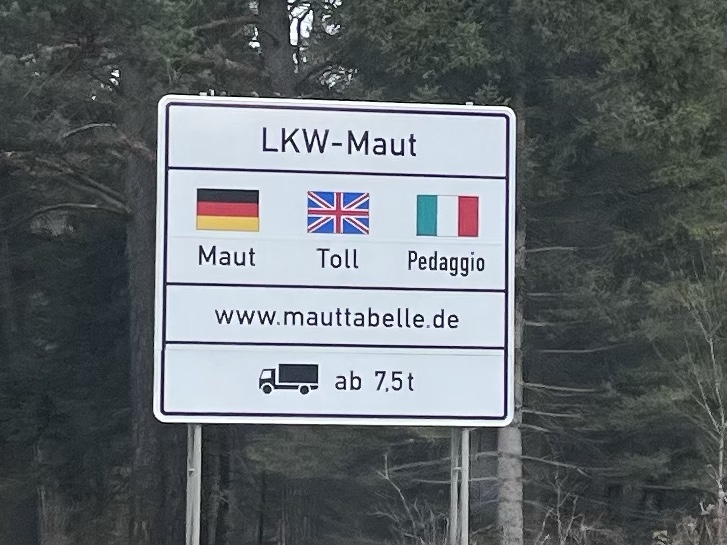 LKW-Maut
Maut Toll Pedaggio
www.mauttabelle.de
ab 7,5t